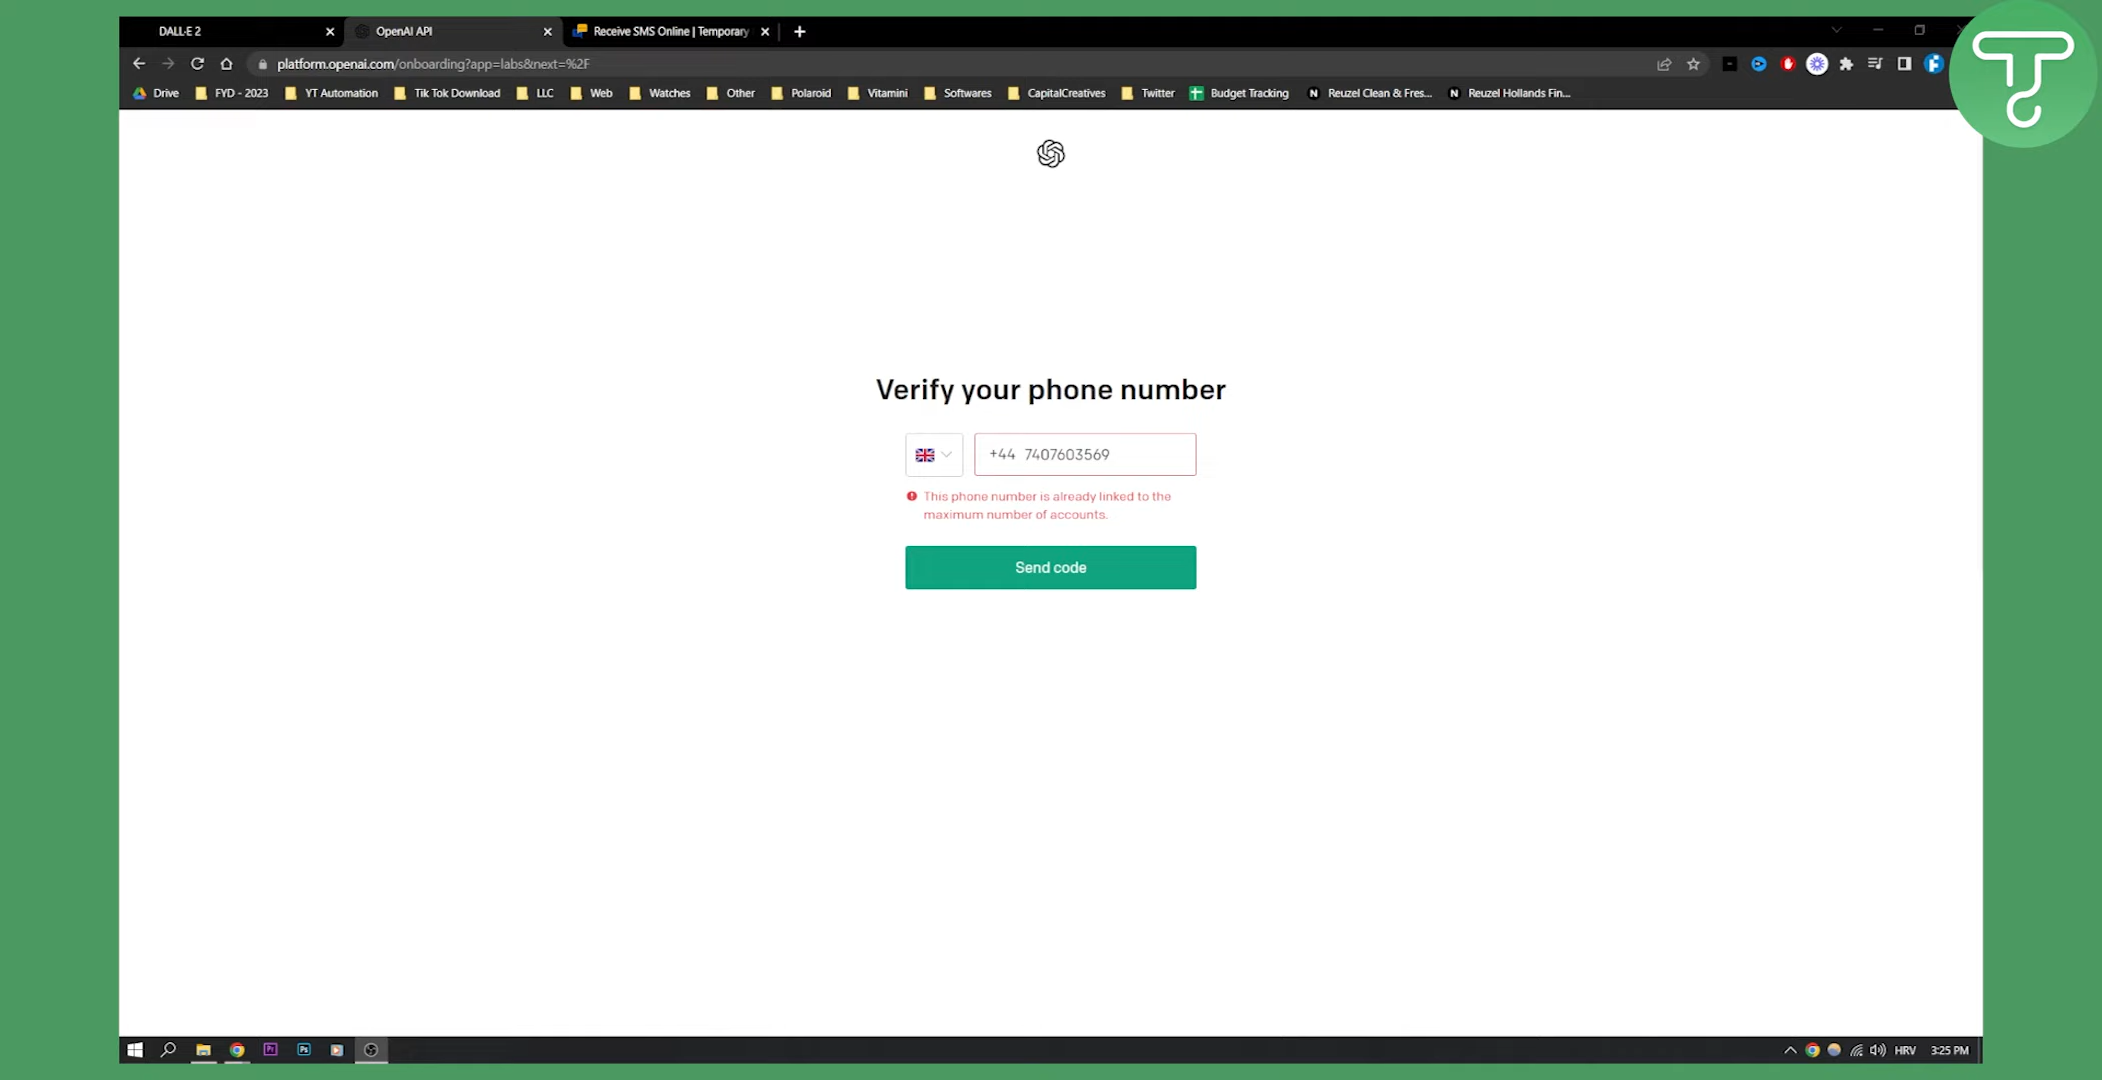 DALL·E 2
OpenAI API
Receive SMS Online | Temporary
platform.openai.com/onboarding?app=labs&next=%2F
Drive
FYD - 2023
YT Automation
Tik Tok Download
LLC
Web
Watches
Other
Polaroid
Vitamini
Softwares
CapitalCreatives
Twitter
Budget Tracking
Reuzel Clean & Fres...
Reuzel Hollands Fin...
Verify your phone number
+44 7407603569
This phone number is already linked to the
maximum number of accounts.
Send code
Pr
Ps
HRV
3:25 PM